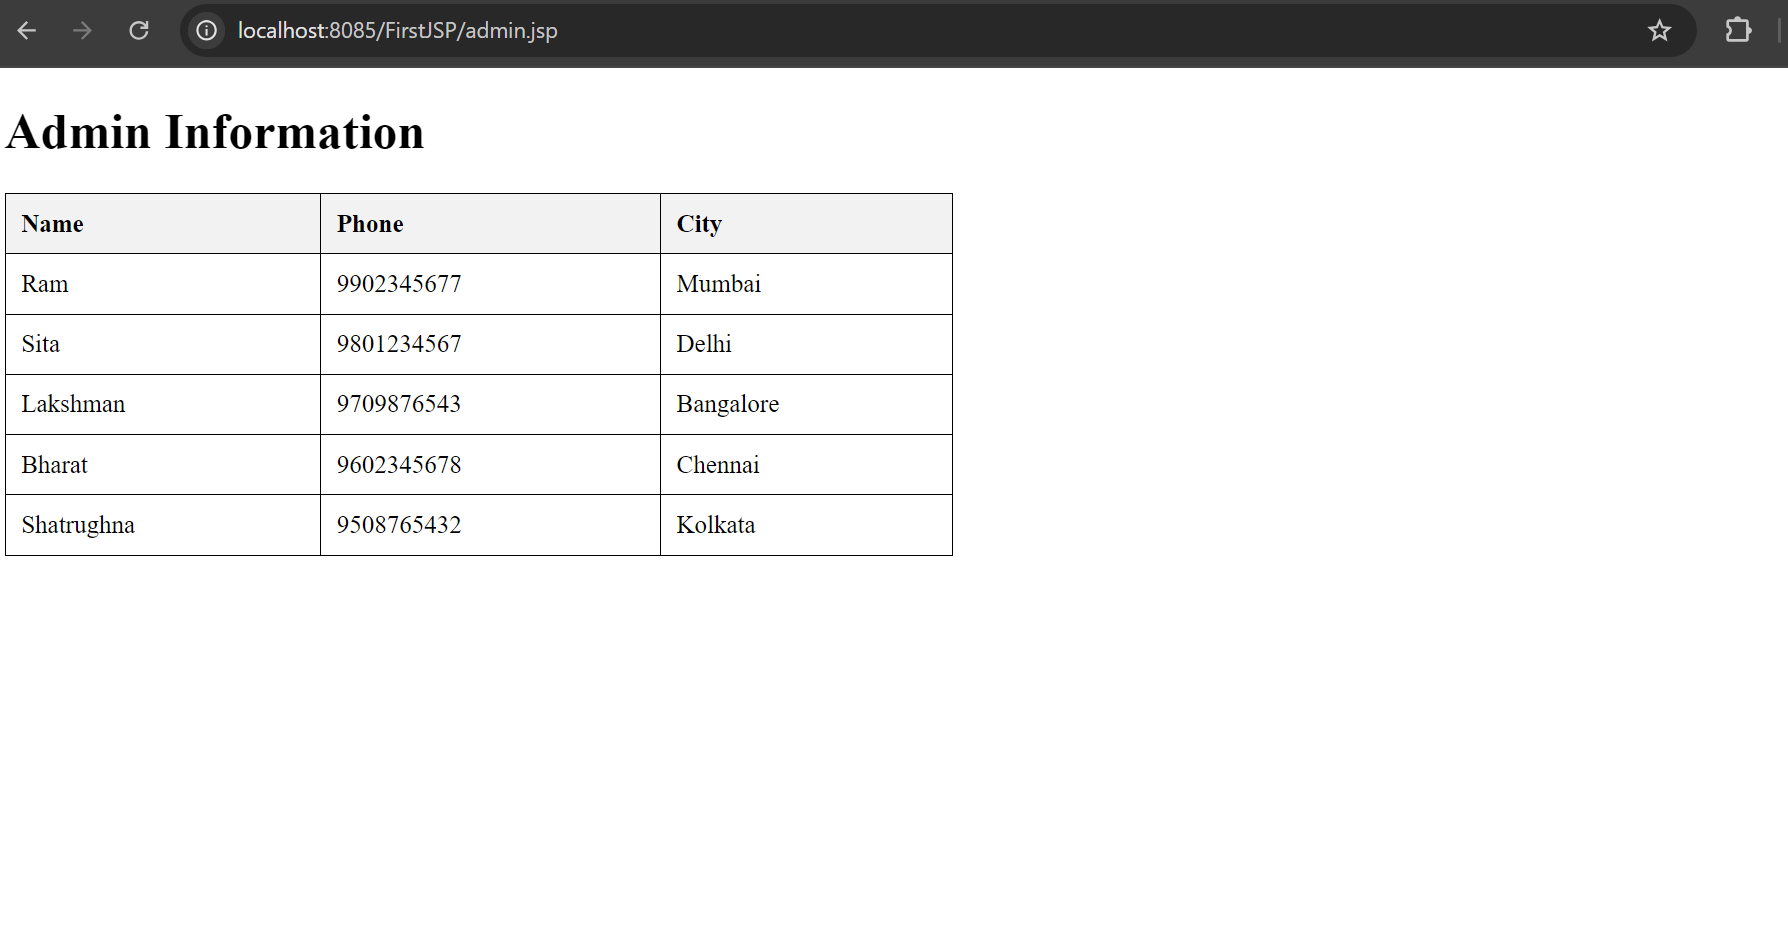 localhost:8085/FirstJSP/admin.jsp
Admin Information
Name Phone City
Ram 9902345677 Mumbai
Sita 9801234567 Delhi
Lakshman 9709876543 Bangalore
Bharat 9602345678 Chennai
Shatrughna 9508765432 Kolkata